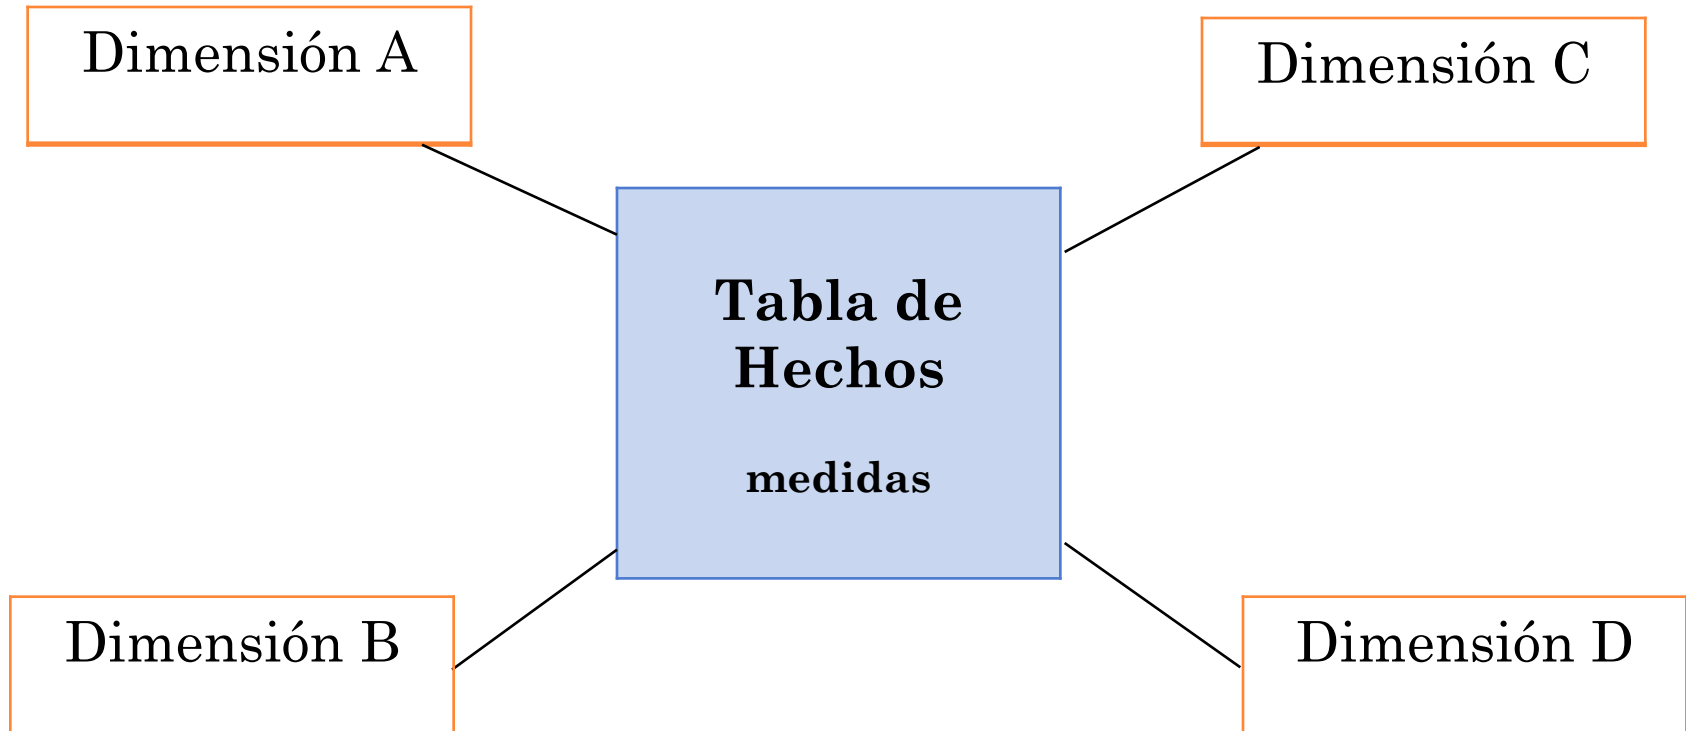 Dimensión A
Dimensión C
Tabla de
Hechos
medidas
Dimensión B
Dimensión D